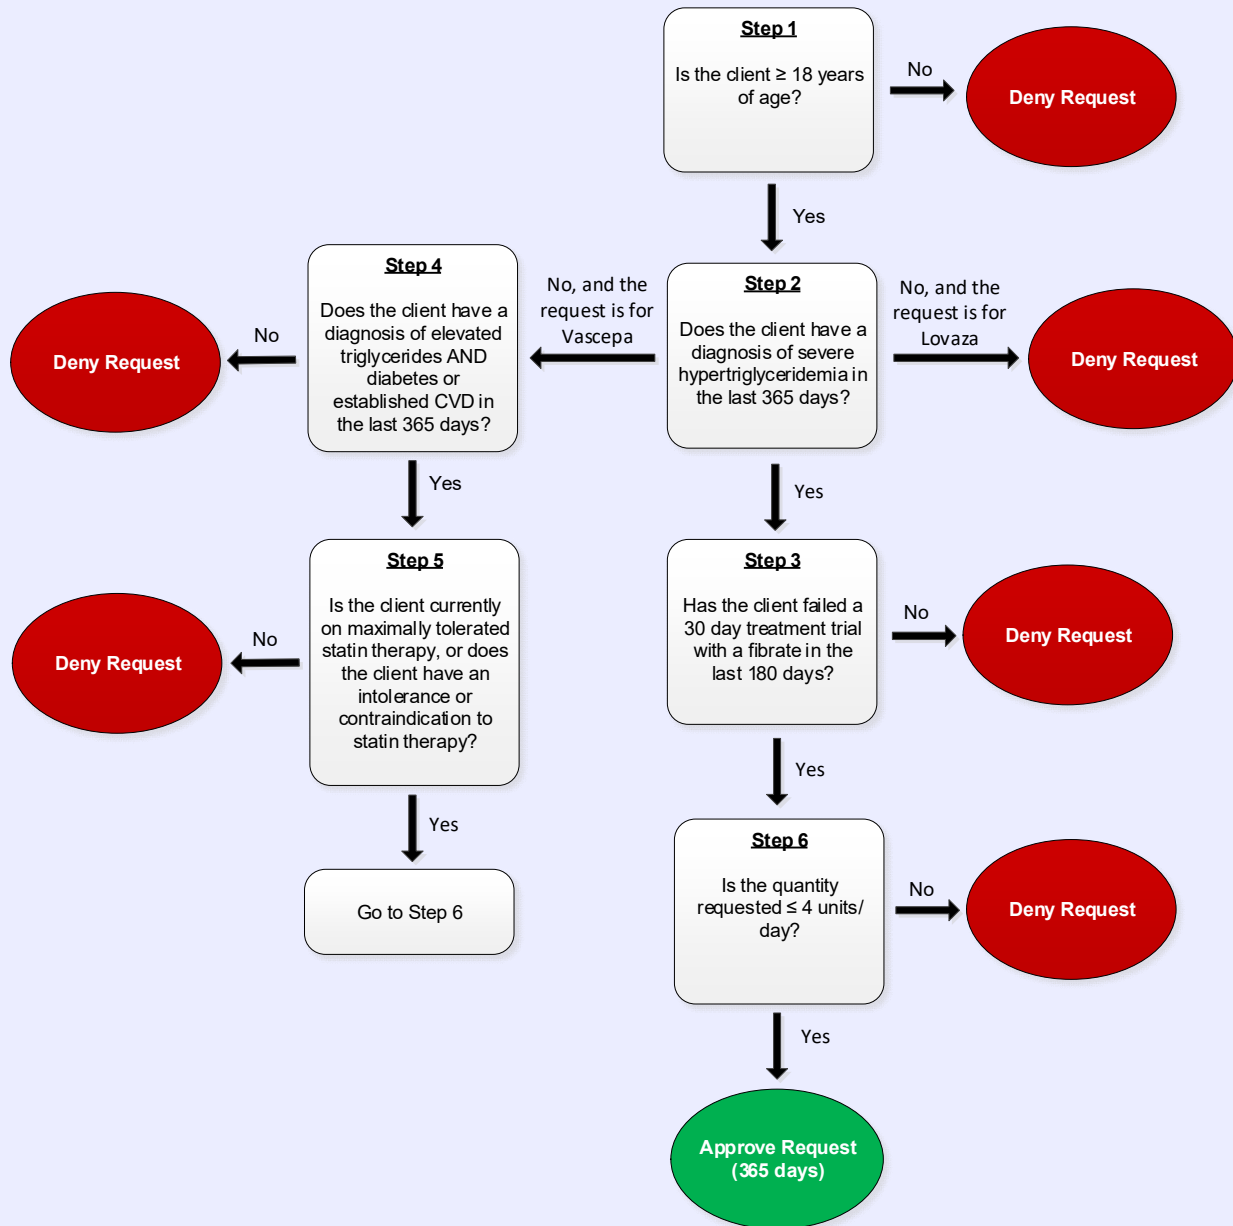 Step 1
Is the client ≥ 18 years
of age?
No
Deny Request
Yes
Step 2
Does the client have a
diagnosis of severe
hypertriglyceridemia in
the last 365 days?
No, and the
request is for
Lovaza
Deny Request
No, and the
request is for
Vascepa
Step 4
Does the client have a
diagnosis of elevated
triglycerides AND
diabetes or
established CVD in
the last 365 days?
No
Deny Request
Yes
Step 5
Is the client currently
on maximally tolerated
statin therapy, or does
the client have an
intolerance or
contraindication to
statin therapy?
No
Deny Request
Yes
Go to Step 6
Yes
Step 3
Has the client failed a
30 day treatment trial
with a fibrate in the
last 180 days?
No
Deny Request
Yes
Step 6
Is the quantity
requested ≤ 4 units/
day?
No
Deny Request
Yes
Approve Request
(365 days)